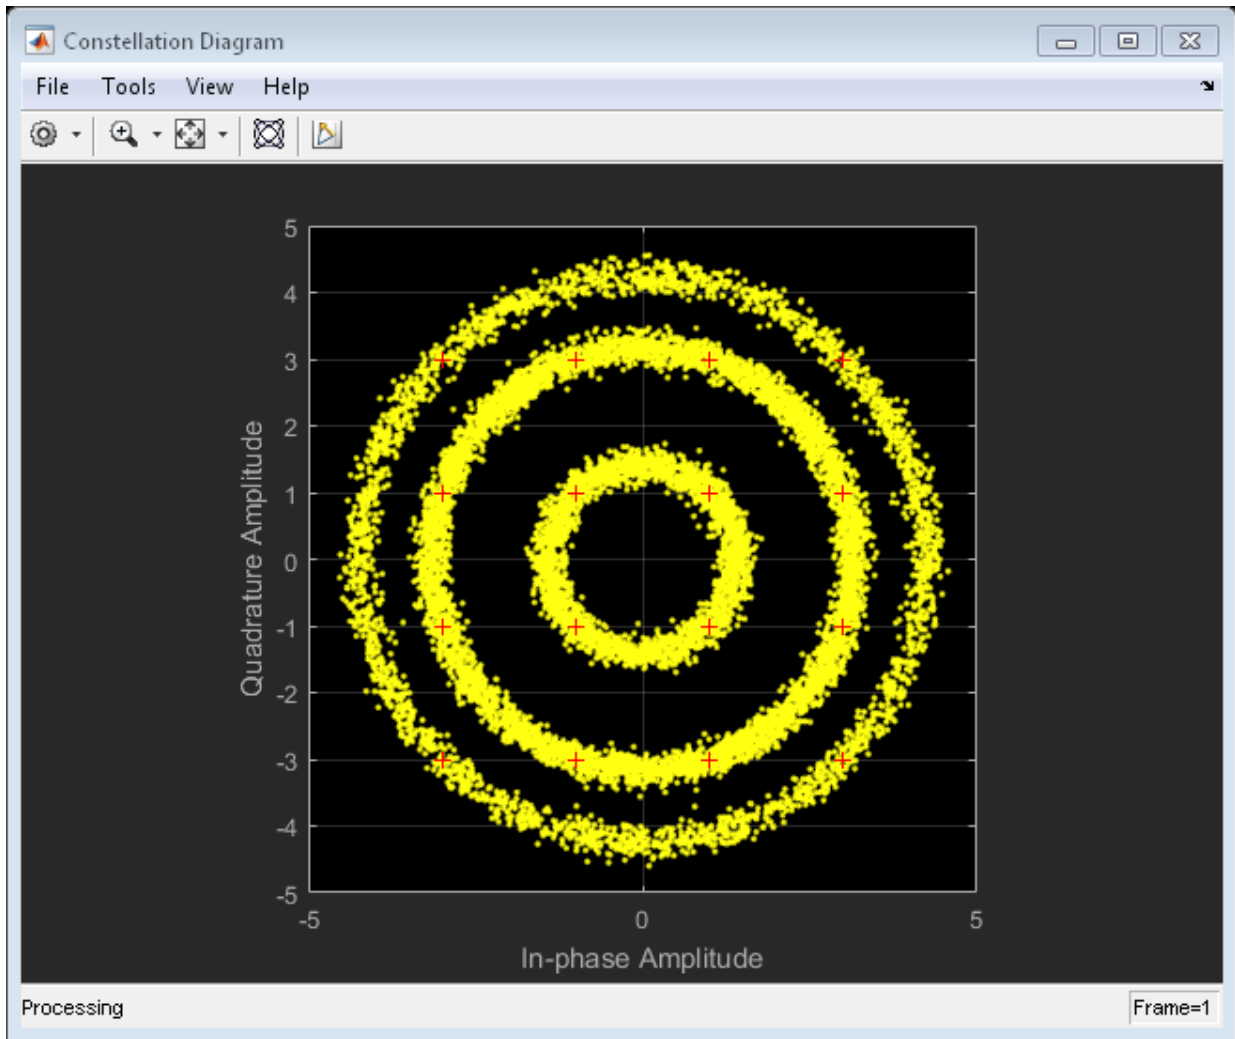 Constellation Diagram
File Tools View Help
5
4
3
2
1
0
-1
-2
-3
-4
-5
Quadrature Amplitude
-5 0 5
In-phase Amplitude
Processing Frame=1